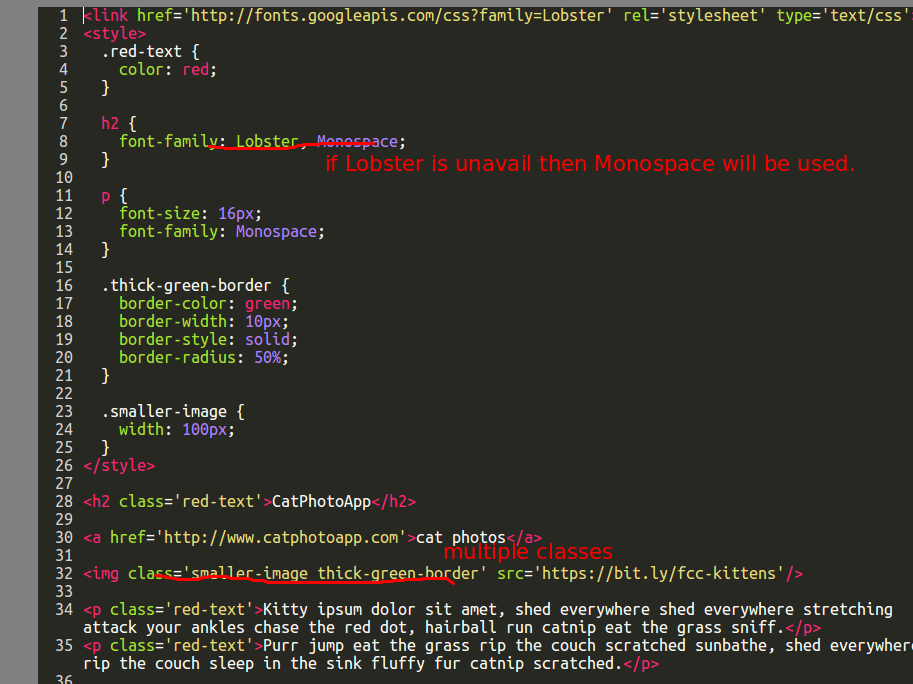 1 <link href='http://fonts.googleapis.com/css?family=Lobster' rel='stylesheet' type='text/css'
2 <style>
3 .red-text {
4 color: red;
5 }
6
7 h2 {
8 font-family: Lobster, Monospace;
9 }
if Lobster is unavail then Monospace will be used.
10
11 p {
12 font-size: 16px;
13 font-family: Monospace;
14 }
15
16 .thick-green-border {
17 border-color: green;
18 border-width: 10px;
19 border-style: solid;
20 border-radius: 50%;
21 }
22
23 .smaller-image {
24 width: 100px;
25 }
26 </style>
27
28 <h2 class='red-text'>CatPhotoApp</h2>
29
30 <a href='http://www.catphotoapp.com'>cat photos</a>
31
multiple classes
32 <img class='smaller-image thick-green-border' src='https://bit.ly/fcc-kittens'/>
33
34 <p class='red-text'>Kitty ipsum dolor sit amet, shed everywhere shed everywhere stretching
attack your ankles chase the red dot, hairball run catnip eat the grass sniff.</p>
35 <p class='red-text'>Purr jump eat the grass rip the couch scratched sunbathe, shed everywhere
rip the couch sleep in the sink fluffy fur catnip scratched.</p>
36